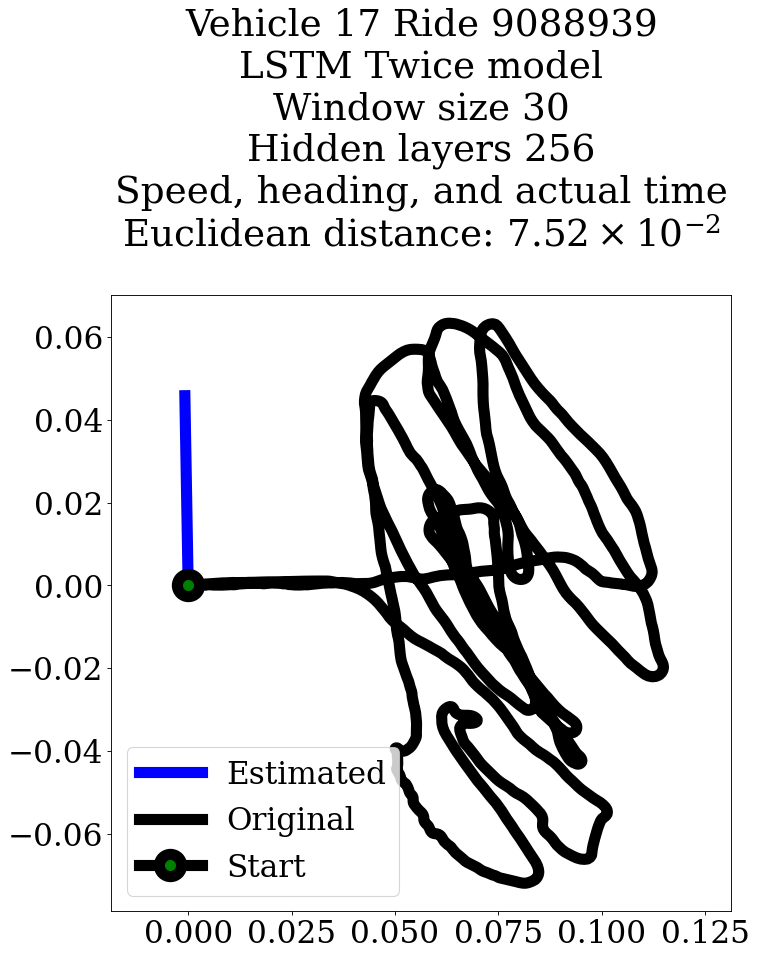 Vehicle 17 Ride 9088939
LSTM Twice model
Window size 30
Hidden layers 256
Speed, heading, and actual time
Euclidean distance: 7.52 × 10⁻²
0.06
0.04
0.02
0.00
−0.02
−0.04
−0.06
Estimated
Original
Start
0.000 0.025 0.050 0.075 0.100 0.125